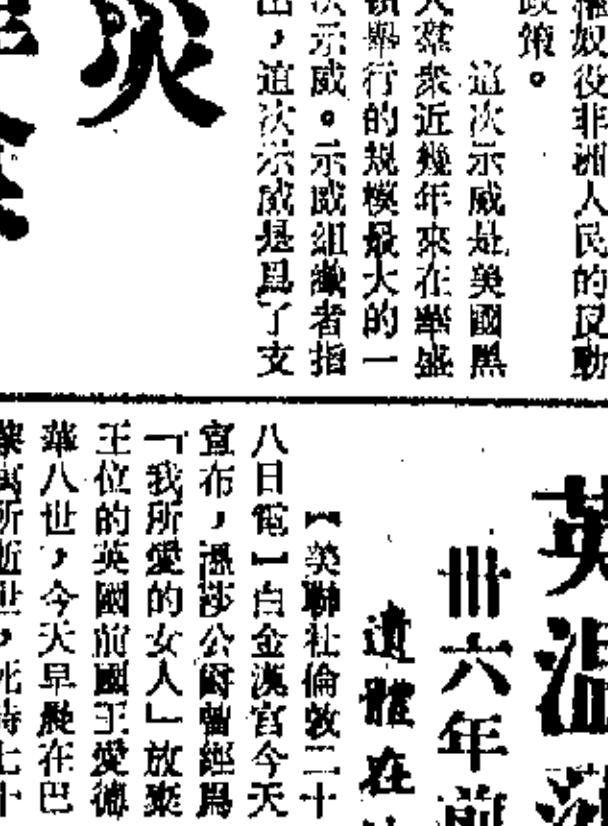 權奴役非洲人民的反動
政策。
這次示威是美國黑
人羣衆近幾年來在華盛
頓舉行的規模最大的一
次示威。示威組織者指
出,這次示威是爲了支
災
英温
卅六年前
遺體在
【美聯社倫敦二十
八日電】白金漢宮今天
宣布,溫莎公爵曾經爲
「我所愛的女人」放棄
王位的英國前國王愛德
華八世,今天早晨在巴
黎寓所逝世,死時七十